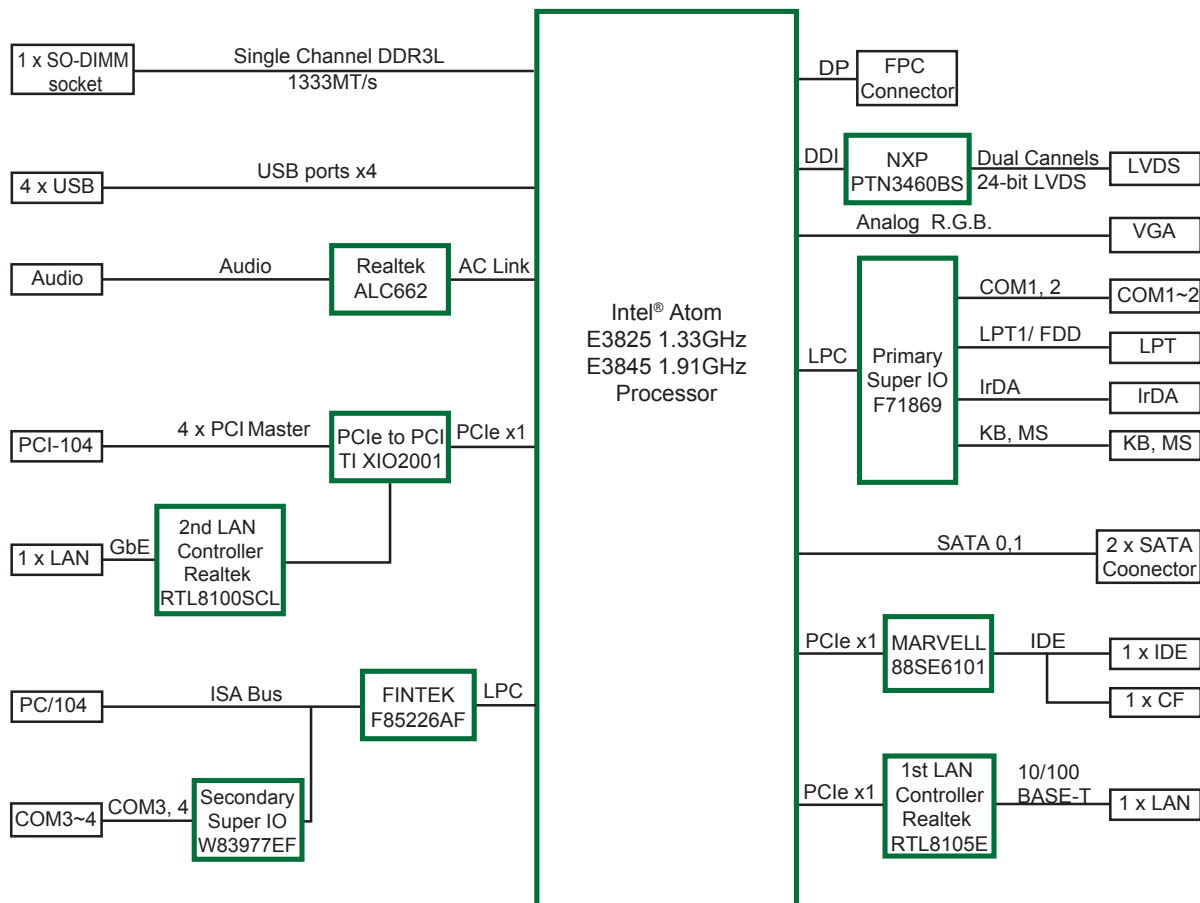 1 x SO-DIMM
socket
Single Channel DDR3L
1333MT/s
4 x USB
USB ports x4
Audio
Audio
Realtek
ALC662
AC Link
PCI-104
4 x PCI Master
PCIe to PCI
TI XIO2001
PCIe x1
1 x LAN
GbE
2nd LAN
Controller
Realtek
RTL8100SCL
PC/104
ISA Bus
FINTEK
F85226AF
LPC
COM3~4
COM3, 4
Secondary
Super IO
W83977EF
Intel® Atom
E3825 1.33GHz
E3845 1.91GHz
Processor
DP
FPC
Connector
DDI
NXP
PTN3460BS
Dual Cannels
24-bit LVDS
LVDS
Analog R.G.B.
VGA
LPC
Primary
Super IO
F71869
COM1, 2
COM1~2
LPT1/ FDD
LPT
IrDA
IrDA
KB, MS
KB, MS
SATA 0,1
2 x SATA
Coonector
PCIe x1
MARVELL
88SE6101
IDE
1 x IDE
1 x CF
PCIe x1
1st LAN
Controller
Realtek
RTL8105E
10/100
BASE-T
1 x LAN